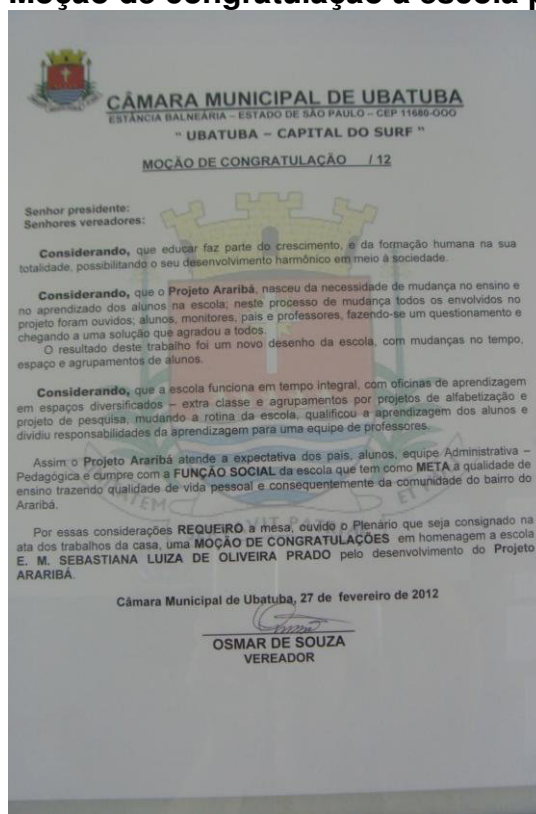 Moção de congratulação a escola p
CÂMARA MUNICIPAL DE UBATUBA
ESTÂNCIA BALNEÁRIA – ESTADO DE SÃO PAULO – CEP 11680-000
" UBATUBA – CAPITAL DO SURF "
MOÇÃO DE CONGRATULAÇÃO /12
Senhor presidente:
Senhores vereadores:
Considerando, que educar faz parte do crescimento, e da formação humana na sua
totalidade, possibilitando o seu desenvolvimento harmônico em meio à sociedade.
Considerando, que o Projeto Araribá, nasceu da necessidade de mudança no ensino e
no aprendizado dos alunos na escola; neste processo de mudança todos os envolvidos no
projeto foram ouvidos; alunos, monitores, pais e professores, fazendo-se um questionamento e
chegando a uma solução que agradou a todos.
O resultado deste trabalho foi um novo desenho da escola, com mudanças no tempo,
espaço e agrupamentos de alunos.
Considerando, que a escola funciona em tempo integral, com oficinas de aprendizagem
em espaços diversificados – extra classe e agrupamentos por projetos de alfabetização e
projeto de pesquisa, mudando a rotina da escola, qualificou a aprendizagem dos alunos e
dividiu responsabilidades da aprendizagem para uma equipe de professores.
Assim o Projeto Araribá atende a expectativa dos pais, alunos, equipe Administrativa –
Pedagógica e cumpre com a FUNÇÃO SOCIAL da escola que tem como META a qualidade de
ensino trazendo qualidade de vida pessoal e consequentemente da comunidade do bairro do
Araribá.
Por essas considerações REQUEIRO a mesa, ouvido o Plenário que seja consignado na
ata dos trabalhos da casa, uma MOÇÃO DE CONGRATULAÇÕES em homenagem a escola
E. M. SEBASTIANA LUIZA DE OLIVEIRA PRADO pelo desenvolvimento do Projeto
ARARIBÁ.
Câmara Municipal de Ubatuba, 27 de fevereiro de 2012
OSMAR DE SOUZA
VEREADOR